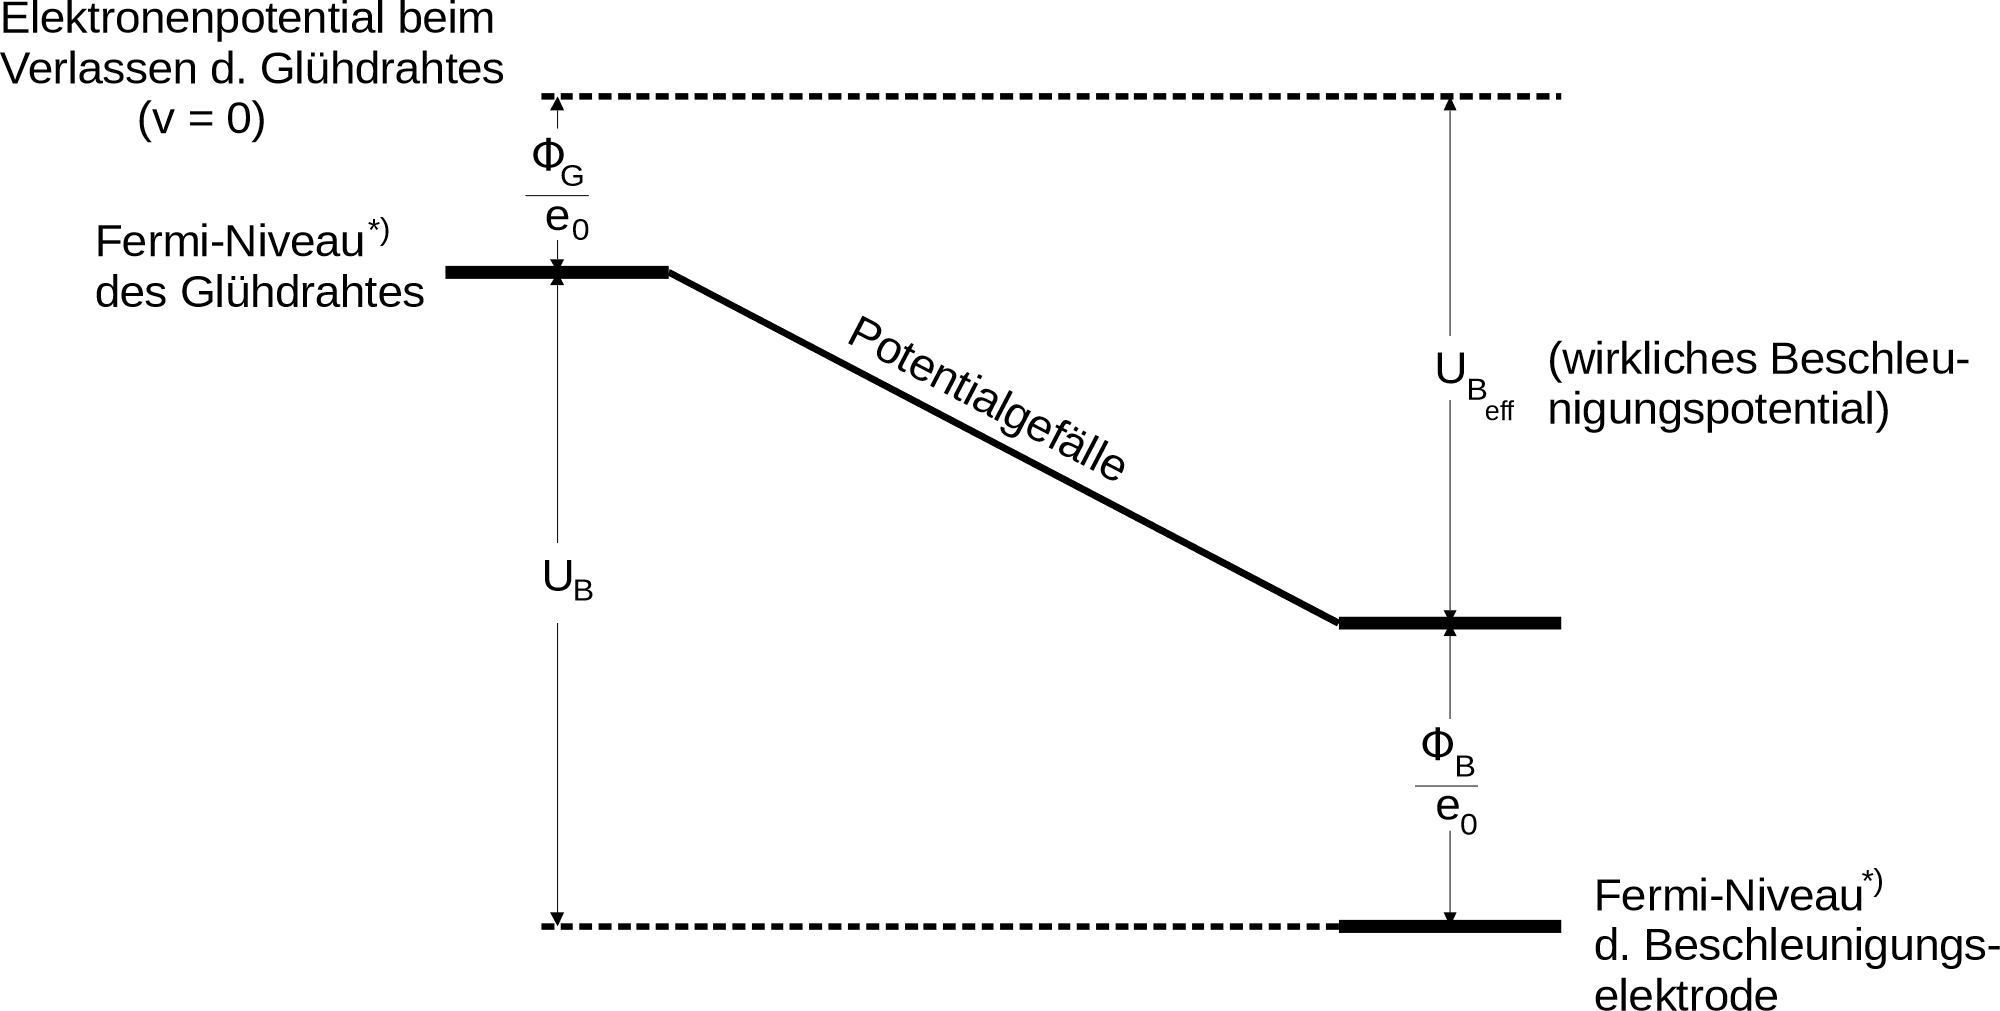 Elektronenpotential beim
Verlassen d. Glühdrahtes
(v = 0)
Φ_G
e_0
Fermi-Niveau*)
des Glühdrahtes
Potentialgefälle
U_B_eff
(wirkliches Beschleu-
nigungspotential)
U_B
Φ_B
e_0
Fermi-Niveau*)
d. Beschleunigungs-
elektrode